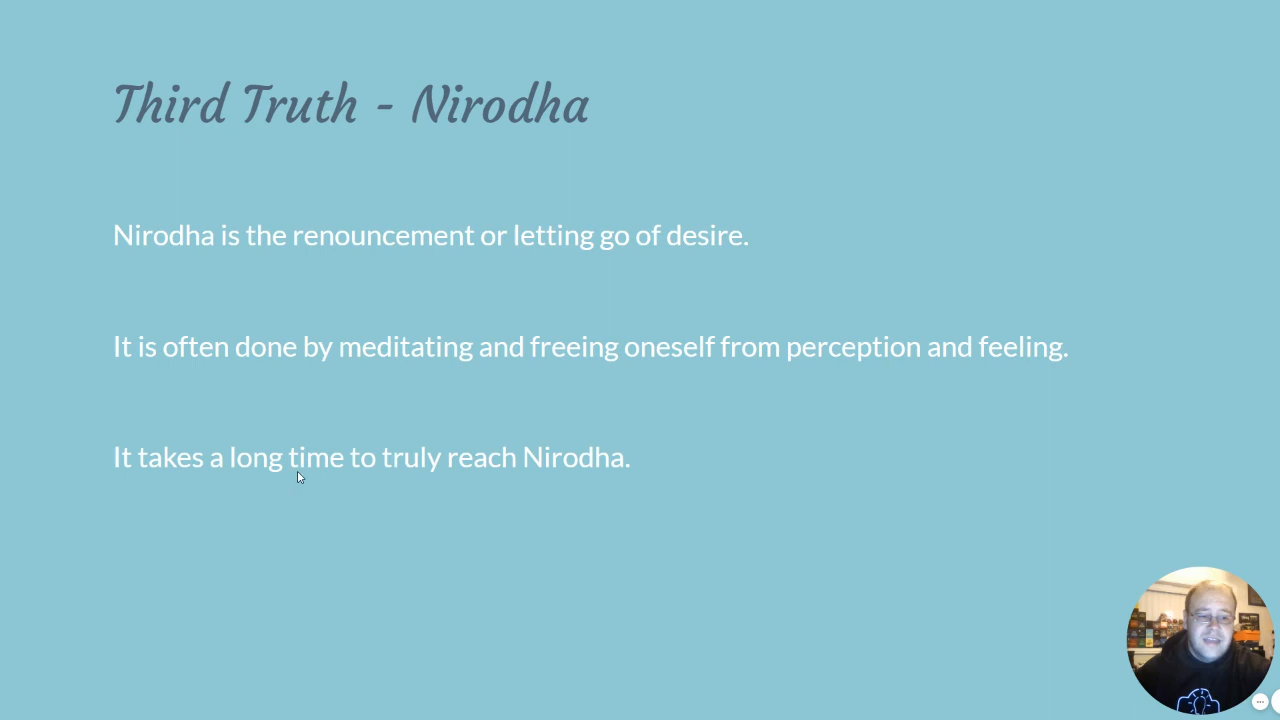 Third Truth - Nirodha
Nirodha is the renouncement or letting go of desire.
It is often done by meditating and freeing oneself from perception and feeling.
It takes a long time to truly reach Nirodha.